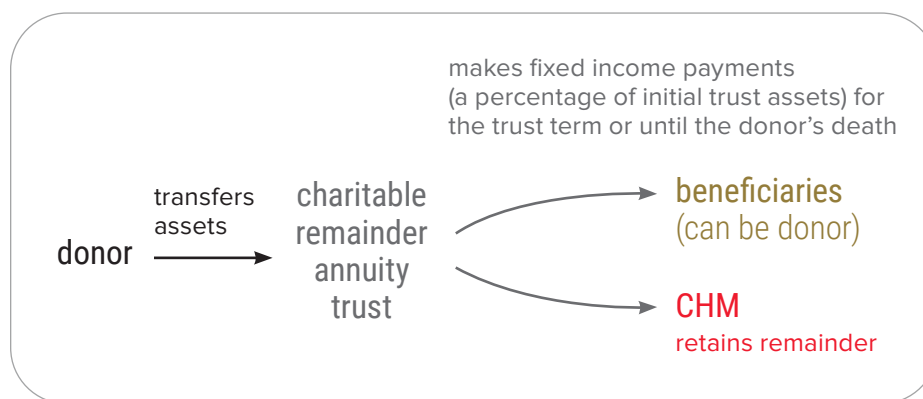 makes fixed income payments
(a percentage of initial trust assets) for
the trust term or until the donor's death
donor
transfers
assets
charitable
remainder
annuity
trust
beneficiaries
(can be donor)
CHM
retains remainder